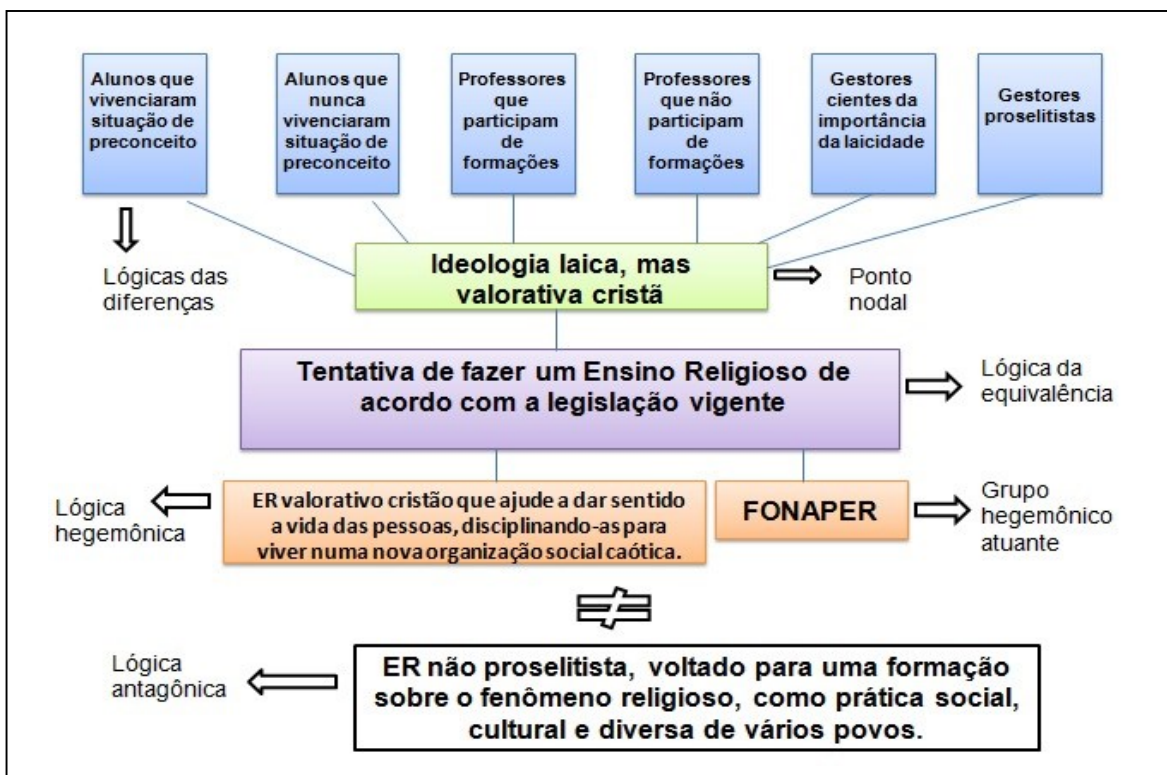 Alunos que
vivenciaram
situação de
preconceito
Alunos que
nunca
vivenciaram
situação de
preconceito
Professores
que
participam
de
formações
Professores
que não
participam
de
formações
Gestores
cientes da
importância
da laicidade
Gestores
proselitistas
Lógicas das
diferenças
Ideologia laica, mas
valorativa cristã
Ponto
nodal
Tentativa de fazer um Ensino Religioso de
acordo com a legislação vigente
Lógica da
equivalência
Lógica
hegemônica
ER valorativo cristão que ajude a dar sentido
a vida das pessoas, disciplinando-as para
viver numa nova organização social caótica.
FONAPER
Grupo
hegemônico
atuante
≠
Lógica
antagônica
ER não proselitista, voltado para uma formação
sobre o fenômeno religioso, como prática social,
cultural e diversa de vários povos.